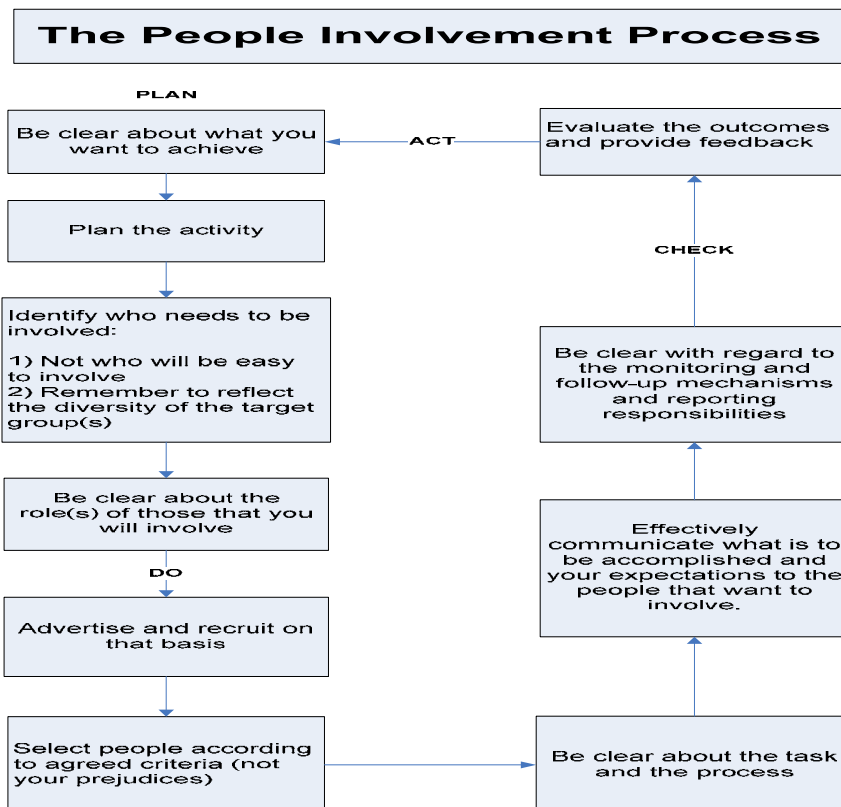 The People Involvement Process
PLAN
Be clear about what you
want to achieve
Plan the activity
Identify who needs to be
involved:
1) Not who will be easy
to involve
2) Remember to reflect
the diversity of the target
group(s)
Be clear about the
role(s) of those that you
will involve
DO
Advertise and recruit on
that basis
Select people according
to agreed criteria (not
your prejudices)
Be clear about the task
and the process
Effectively
communicate what is to
be accomplished and
your expectations to the
people that want to
involve.
Be clear with regard to
the monitoring and
follow-up mechanisms
and reporting
responsibilities
CHECK
Evaluate the outcomes
and provide feedback
ACT